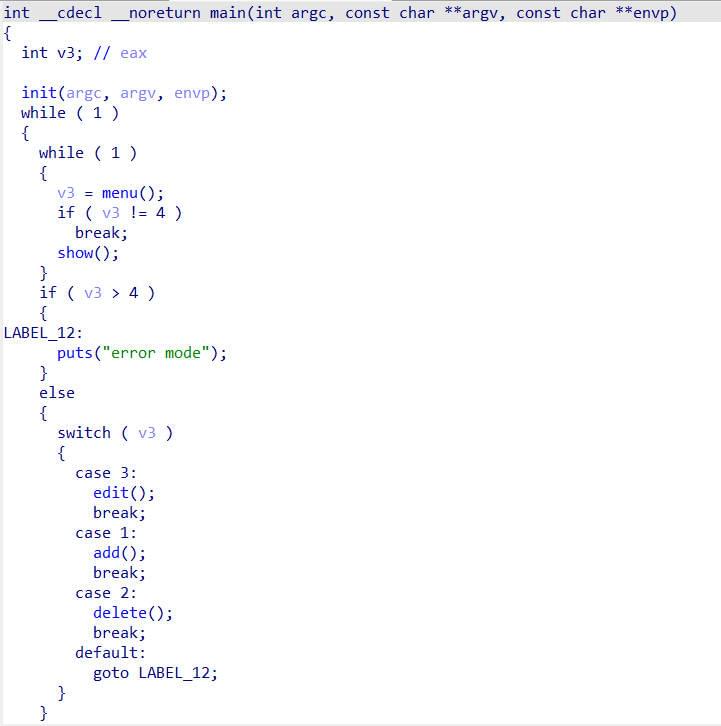 int __cdecl __noreturn main(int argc, const char **argv, const char **envp)
{
  int v3; // eax

  init(argc, argv, envp);
  while ( 1 )
  {
    while ( 1 )
    {
      v3 = menu();
      if ( v3 != 4 )
        break;
      show();
    }
    if ( v3 > 4 )
    {
LABEL_12:
      puts("error mode");
    }
    else
    {
      switch ( v3 )
      {
        case 3:
          edit();
          break;
        case 1:
          add();
          break;
        case 2:
          delete();
          break;
        default:
          goto LABEL_12;
      }
    }